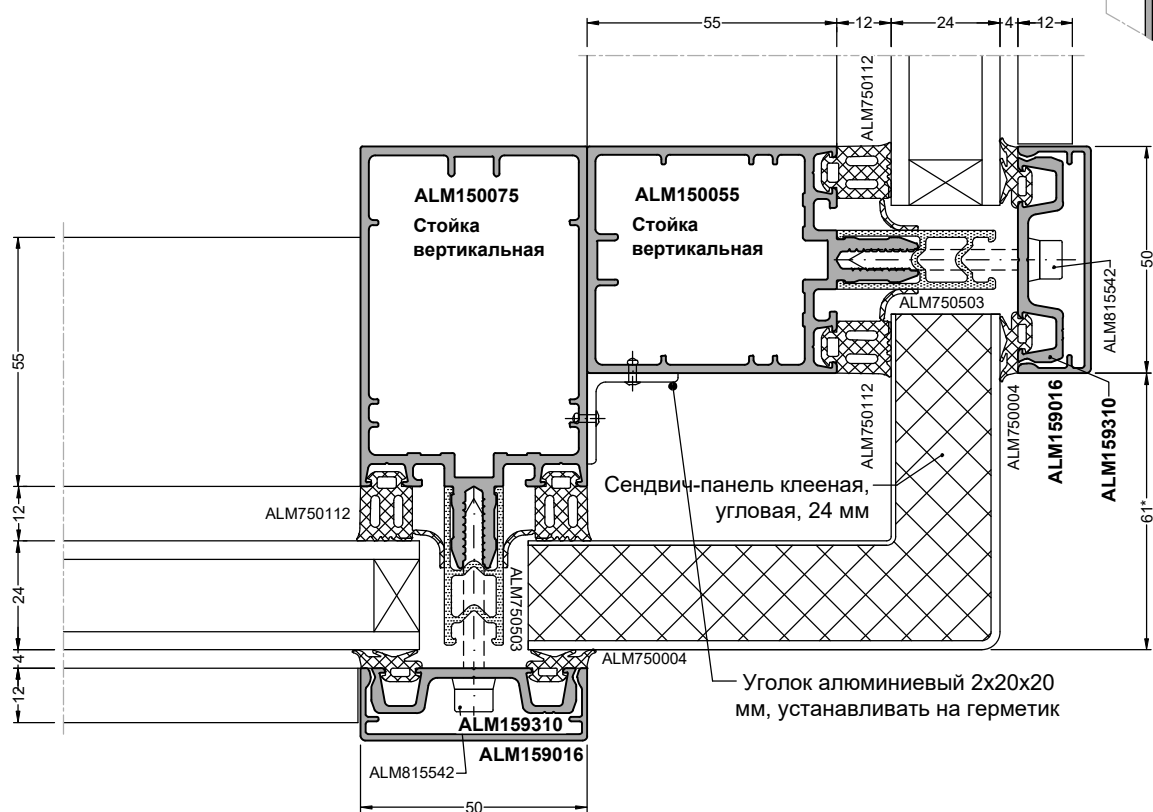 55
12
24
4
12
ALM750112
ALM150075
Стойка
вертикальная
ALM150055
Стойка
вертикальная
50
ALM815542
ALM750503
55
ALM750112
ALM750004
ALM159016
ALM159310
Сендвич-панель клееная,
угловая, 24 мм
61*
12
ALM750112
24
ALM750503
4
ALM750004
12
Уголок алюминиевый 2х20х20
мм, устанавливать на герметик
ALM159310
ALM159016
ALM815542
50